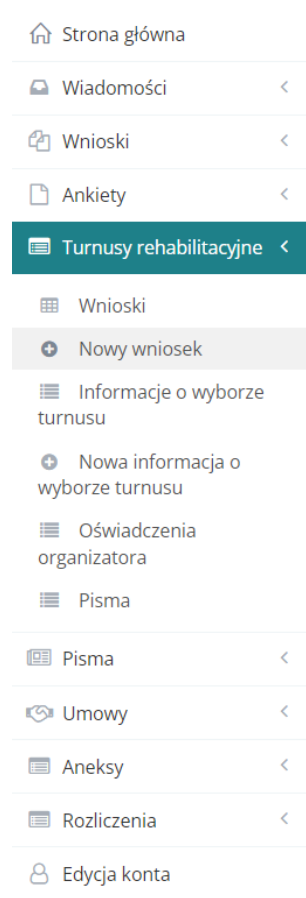 Strona główna
Wiadomości
Wnioski
Ankiety
Turnusy rehabilitacyjne
Wnioski
Nowy wniosek
Informacje o wyborze
turnusu
Nowa informacja o
wyborze turnusu
Oświadczenia
organizatora
Pisma
Pisma
Umowy
Aneksy
Rozliczenia
Edycja konta